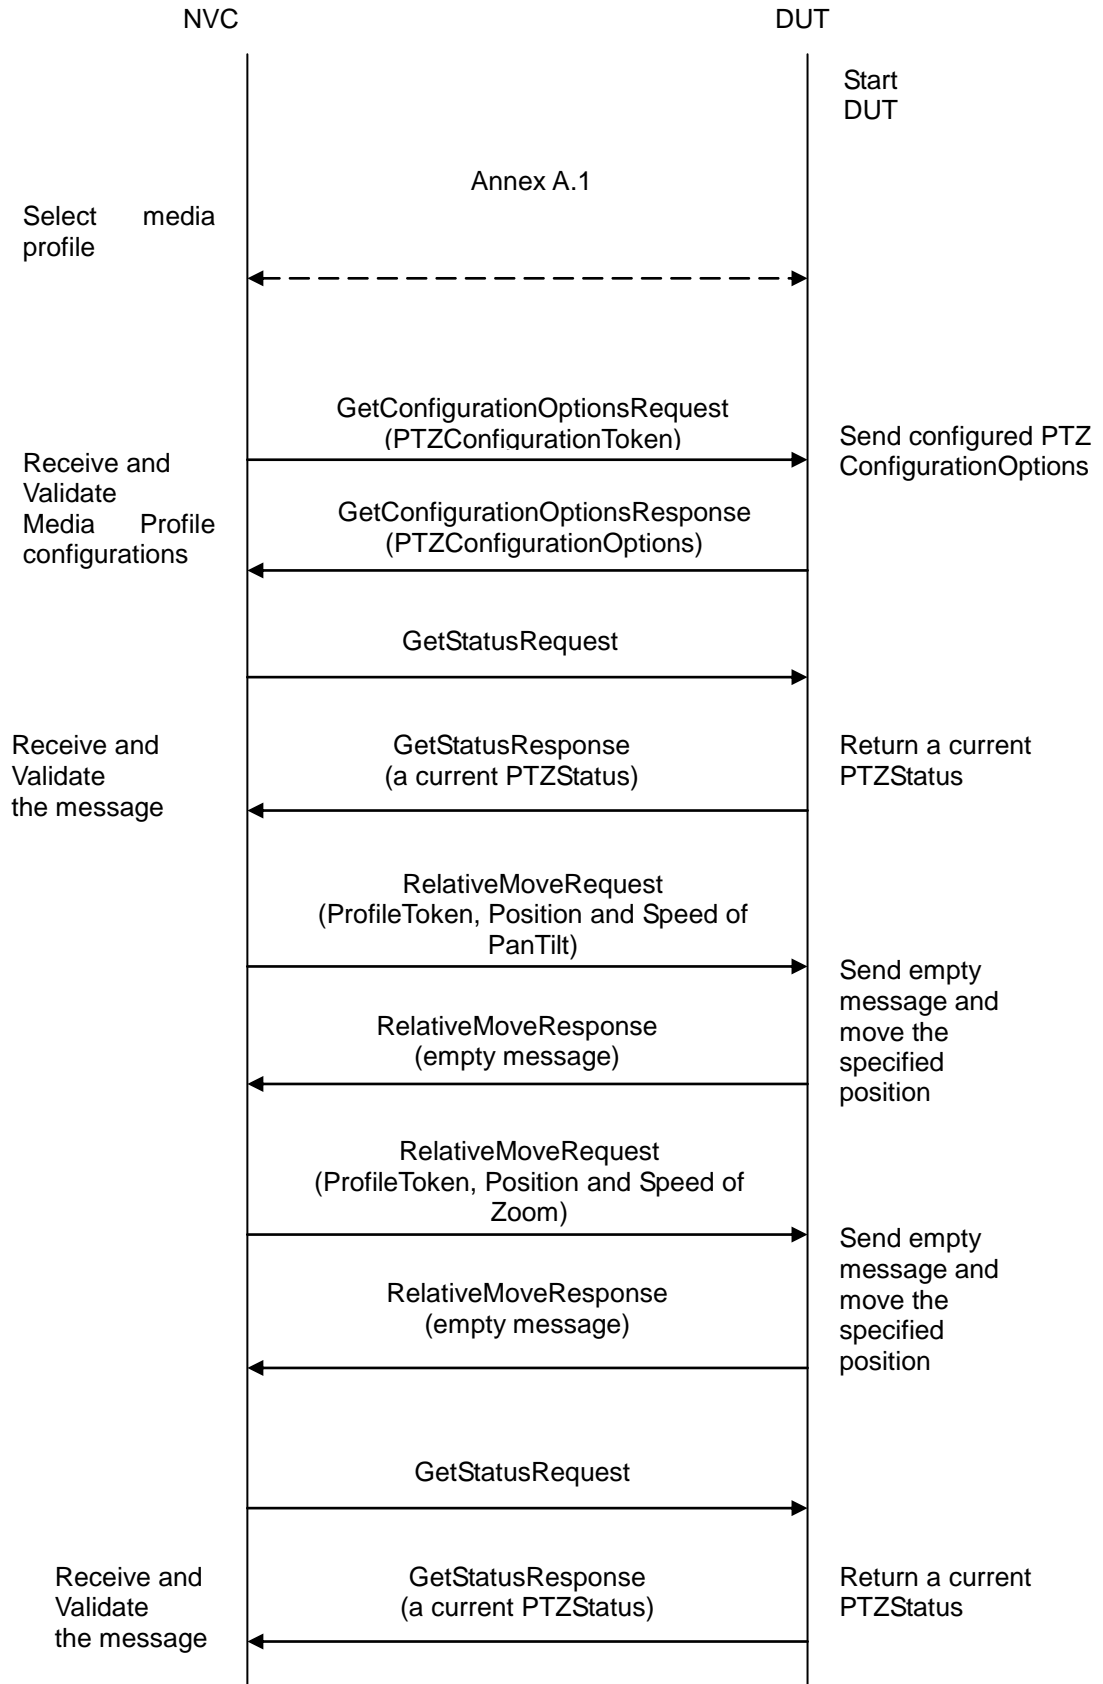 NVC
DUT
Start
DUT
Annex A.1
Select media
profile
GetConfigurationOptionsRequest
(PTZConfigurationToken)
Send configured PTZ
ConfigurationOptions
Receive and
Validate
Media Profile
configurations
GetConfigurationOptionsResponse
(PTZConfigurationOptions)
GetStatusRequest
Receive and
Validate
the message
GetStatusResponse
(a current PTZStatus)
Return a current
PTZStatus
RelativeMoveRequest
(ProfileToken, Position and Speed of
PanTilt)
Send empty
message and
move the
specified
position
RelativeMoveResponse
(empty message)
RelativeMoveRequest
(ProfileToken, Position and Speed of
Zoom)
Send empty
message and
move the
specified
position
RelativeMoveResponse
(empty message)
GetStatusRequest
Receive and
Validate
the message
GetStatusResponse
(a current PTZStatus)
Return a current
PTZStatus